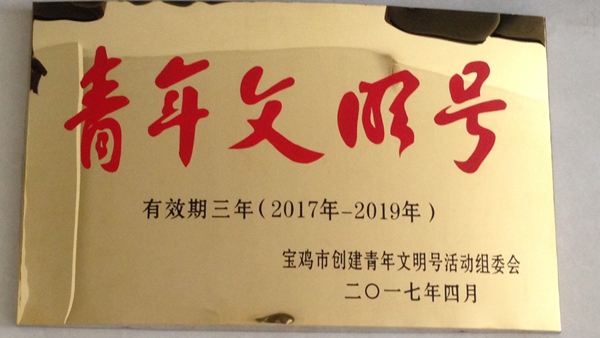 青年文明号
有效期三年(2017年-2019年)
宝鸡市创建青年文明号活动组委会
二〇一七年四月